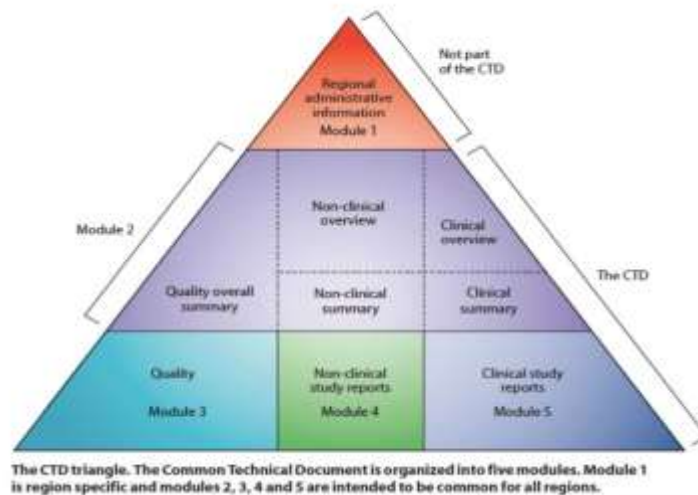 Not part
of the CTD
Regional
administrative
information
Module 1
Module 2
Non-clinical
overview
Clinical
overview
The CTD
Quality overall
summary
Non-clinical
summary
Clinical
summary
Quality
Module 3
Non-clinical
study reports
Module 4
Clinical study
reports
Module 5
The CTD triangle. The Common Technical Document is organized into five modules. Module 1
is region specific and modules 2, 3, 4 and 5 are intended to be common for all regions.